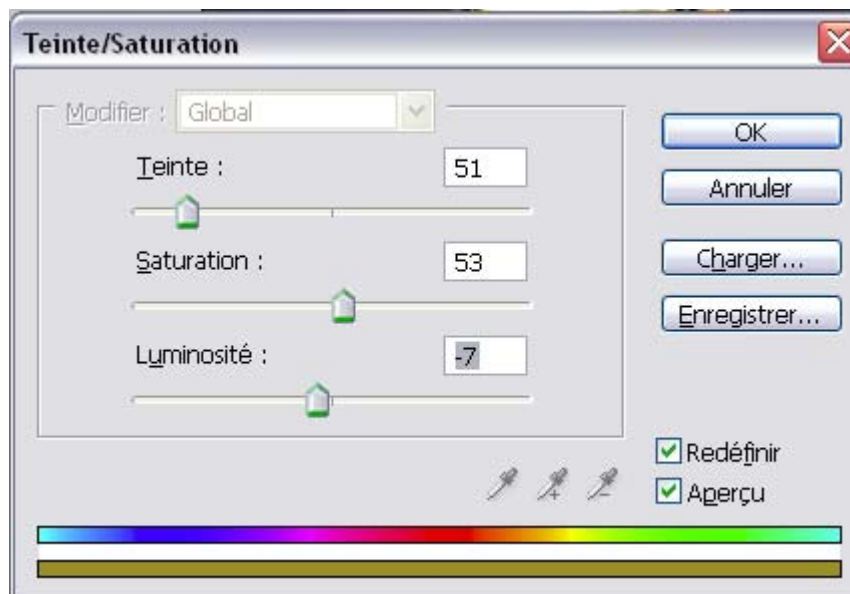 Teinte/Saturation
Modifier : Global
Teinte : 51
Saturation : 53
Luminosité : -7
OK
Annuler
Charger...
Enregistrer...
Redéfinir
Aperçu